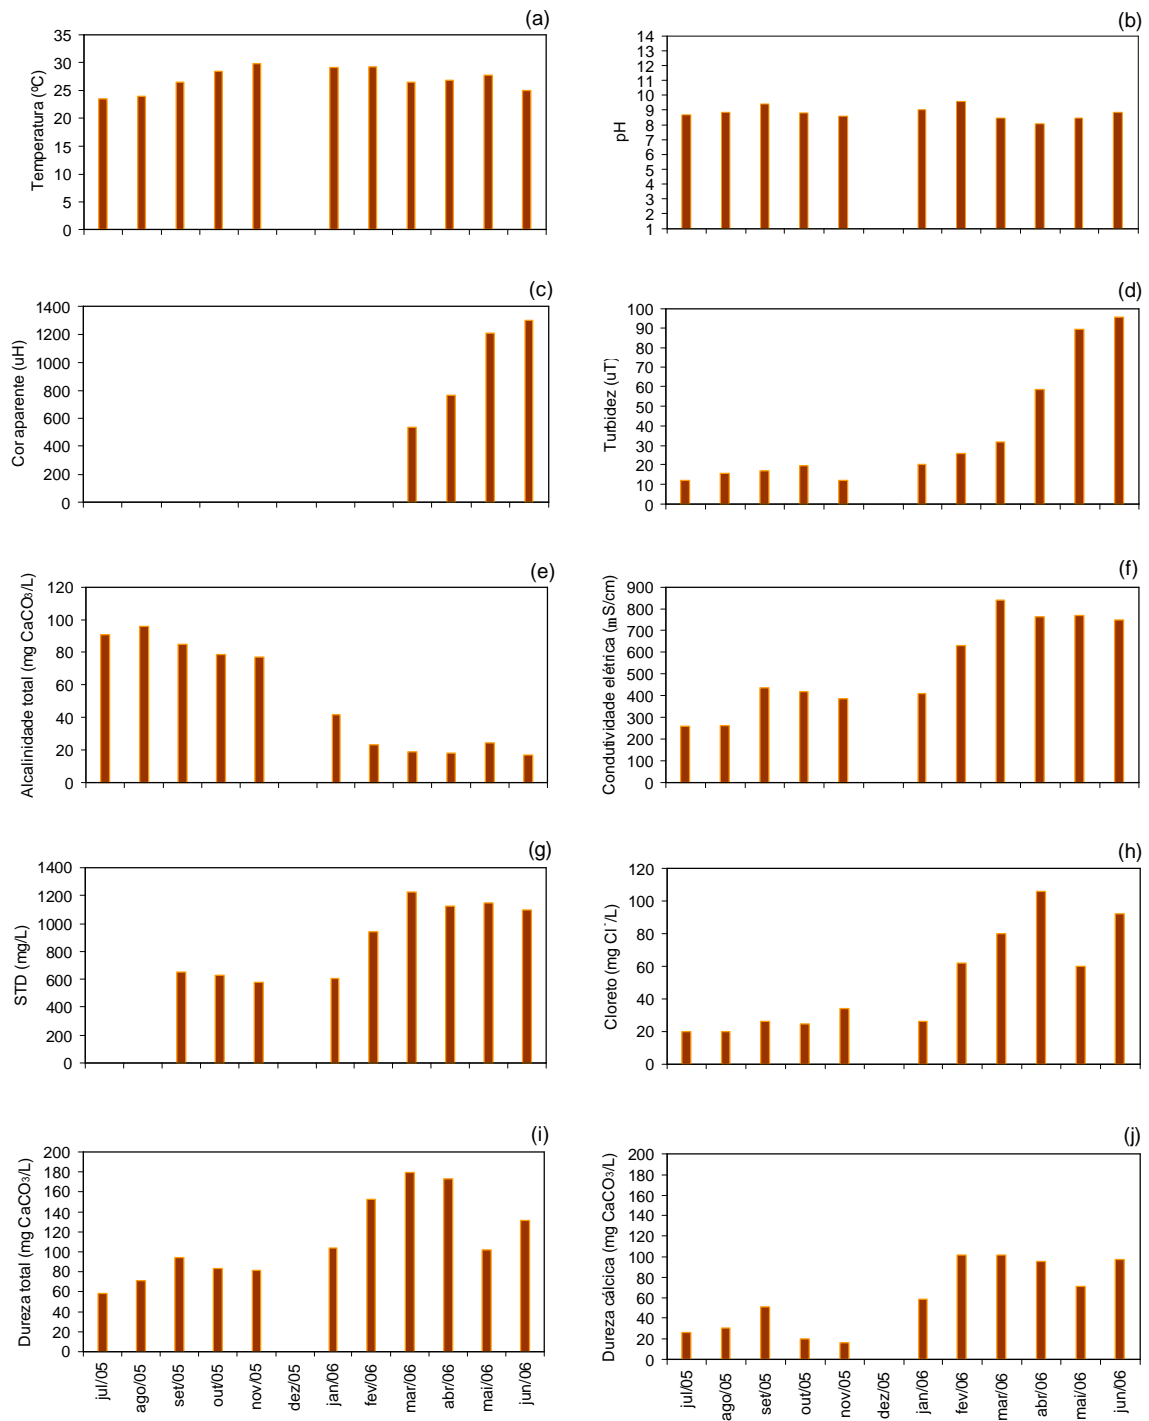 (a)
Temperatura (ºC)
35
30
25
20
15
10
5
0
(b)
pH
14
13
12
11
10
9
8
7
6
5
4
3
2
1
(c)
Cor aparente (uH)
1400
1200
1000
800
600
400
200
0
(d)
Turbidez (uT)
100
90
80
70
60
50
40
30
20
10
0
(e)
Alcalinidade total (mg CaCO3/L)
120
100
80
60
40
20
0
(f)
Condutividade elétrica (mS/cm)
900
800
700
600
500
400
300
200
100
0
(g)
STD (mg/L)
1400
1200
1000
800
600
400
200
0
(h)
Cloreto (mg Cl-/L)
120
100
80
60
40
20
0
(i)
Dureza total (mg CaCO3/L)
200
180
160
140
120
100
80
60
40
20
0
jul/05
ago/05
set/05
out/05
nov/05
dez/05
jan/06
fev/06
mar/06
abr/06
mai/06
jun/06
(j)
Dureza cálcica (mg CaCO3/L)
200
180
160
140
120
100
80
60
40
20
0
jul/05
ago/05
set/05
out/05
nov/05
dez/05
jan/06
fev/06
mar/06
abr/06
mai/06
jun/06